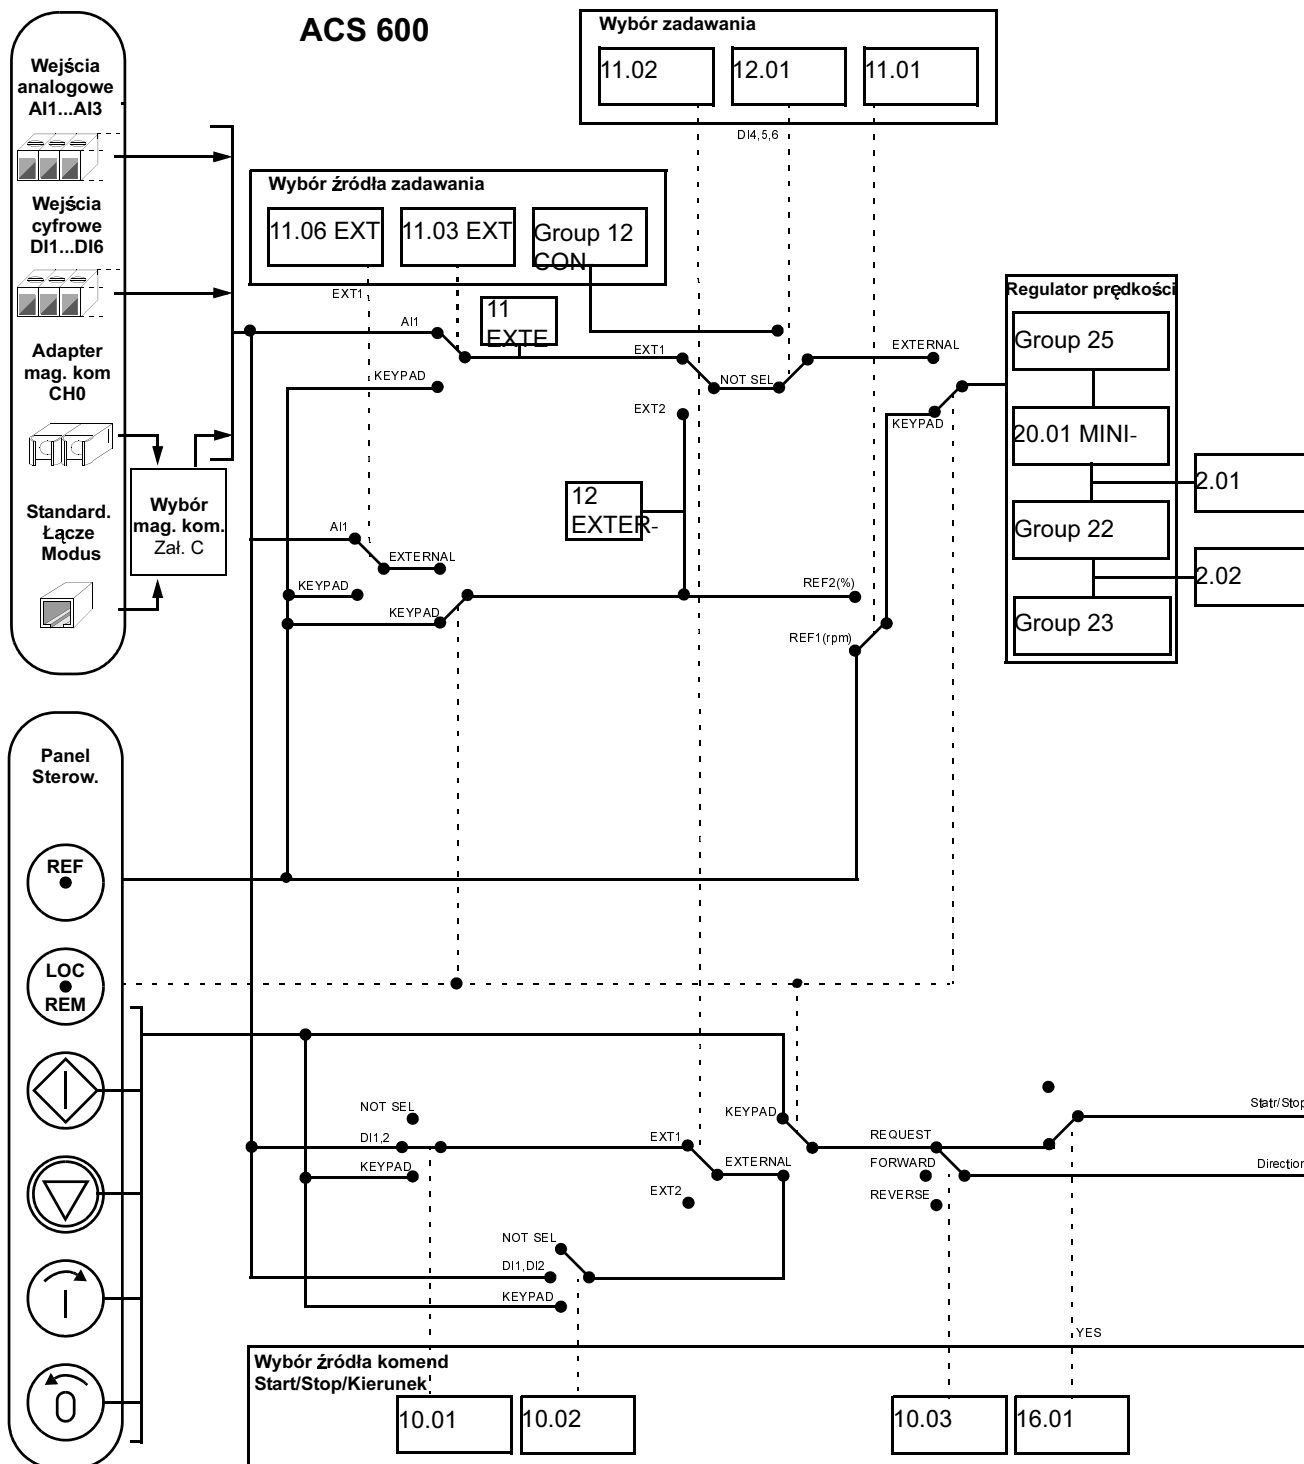 ACS 600
Wejścia
analogowe
AI1...AI3
Wejścia
cyfrowe
DI1...DI6
Adapter
mag. kom
CH0
Standard.
Łącze
Modus
Wybór
mag. kom.
Zał. C
Wybór zadawania
11.02
12.01
11.01
DI4,5,6
Wybór źródła zadawania
11.06 EXT
11.03 EXT
Group 12
CON
EXT1
AI1
11
EXTE
KEYPAD
EXT1
NOT SEL
EXT2
EXTERNAL
KEYPAD
12
EXTER-
AI1
EXTERNAL
KEYPAD
KEYPAD
REF2(%)
REF1(rpm)
Regulator prędkości
Group 25
20.01 MINI-
2.01
Group 22
2.02
Group 23
Panel
Sterow.
REF
LOC
REM
NOT SEL
DI1,2
KEYPAD
EXT1
EXT2
KEYPAD
EXTERNAL
REQUEST
FORWARD
REVERSE
Statr/Stop
Direction
NOT SEL
DI1,DI2
KEYPAD
YES
Wybór źródła komend
Start/Stop/Kierunek
10.01
10.02
10.03
16.01